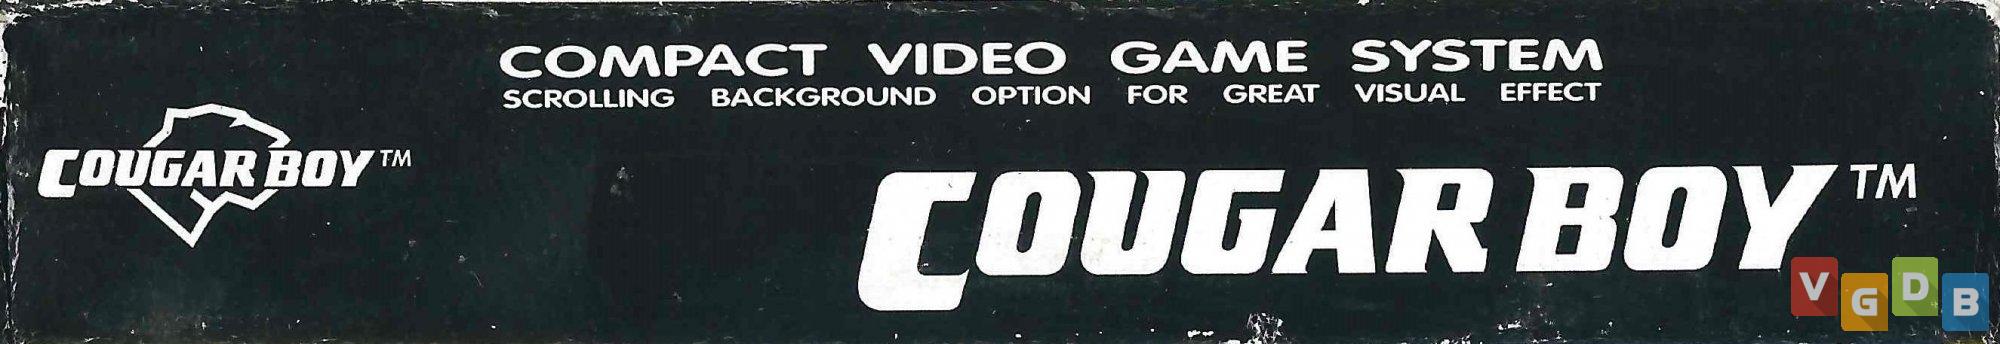 COMPACT VIDEO GAME SYSTEM
SCROLLING BACKGROUND OPTION FOR GREAT VISUAL EFFECT
COUGAR BOY™
COUGAR BOY™
VGDB